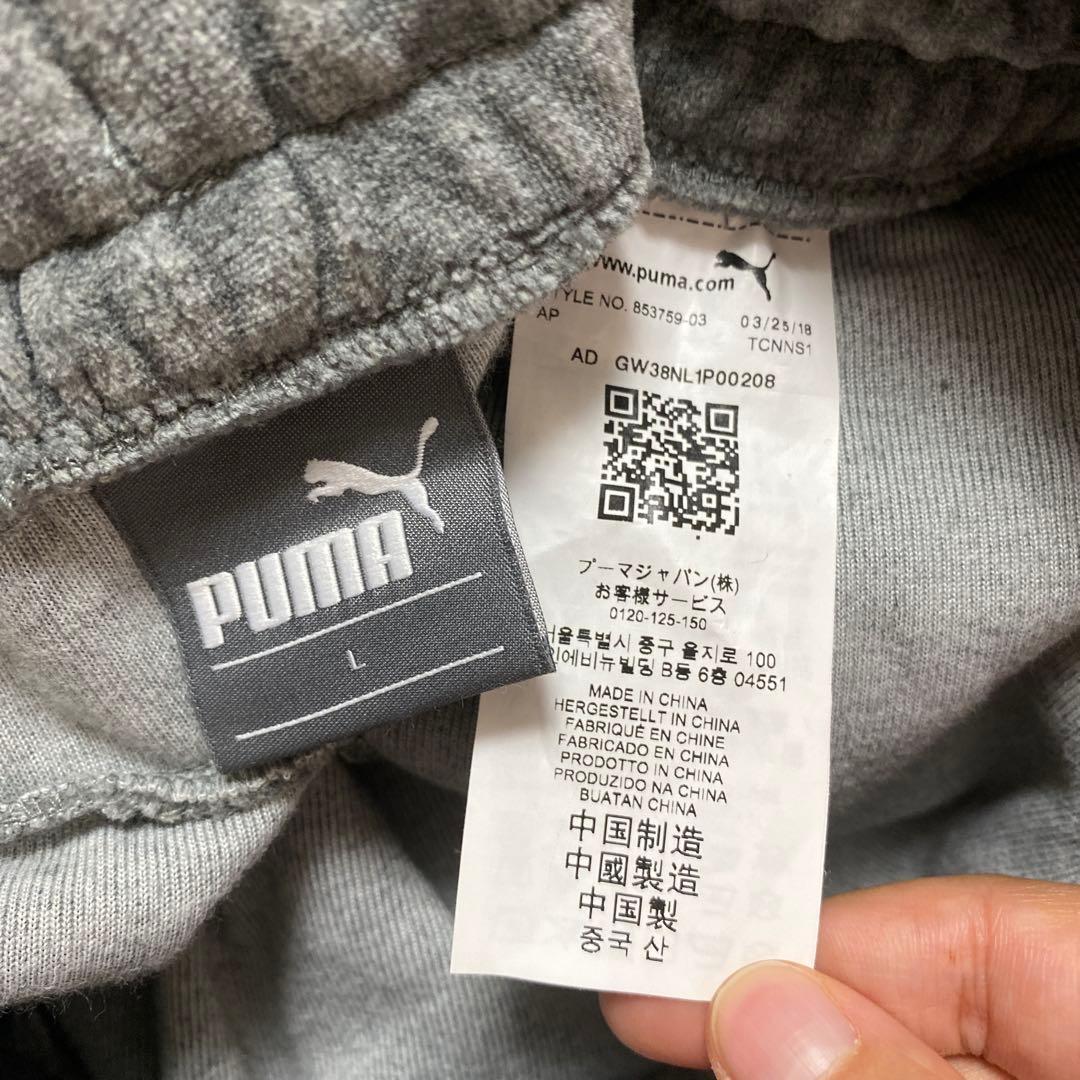 PUMA
L
www.puma.com
STYLE NO. 853759-03 03/25/18
AP TCNNS1
AD GW38NL1P00208
プーマジャパン(株)
お客様サービス
0120-125-150
서울특별시 중구 을지로 100
에비뉴빌딩 B동 6층 04551
MADE IN CHINA
HERGESTELLT IN CHINA
FABRIQUÉ EN CHINE
FABRICADO EN CHINA
PRODOTTO IN CHINA
PRODUZIDO NA CHINA
BUATAN CHINA
中国制造
中國製造
中国製
중국 산